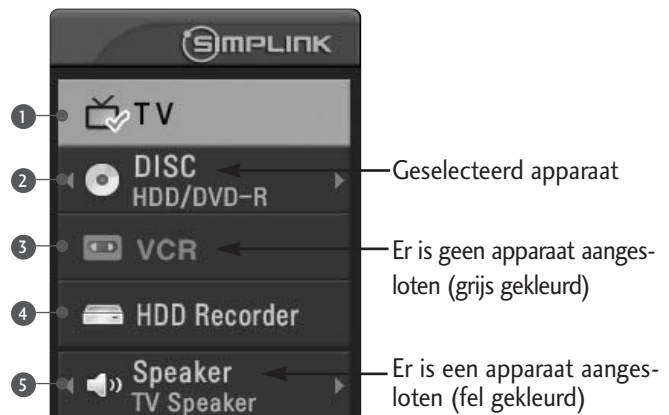 SIMPLINK
1 TV
2 DISC
HDD/DVD-R
Geselecteerd apparaat
3 VCR
Er is geen apparaat aanges-
loten (grijs gekleurd)
4 HDD Recorder
5 Speaker
TV Speaker
Er is een apparaat aanges-
loten (fel gekleurd)